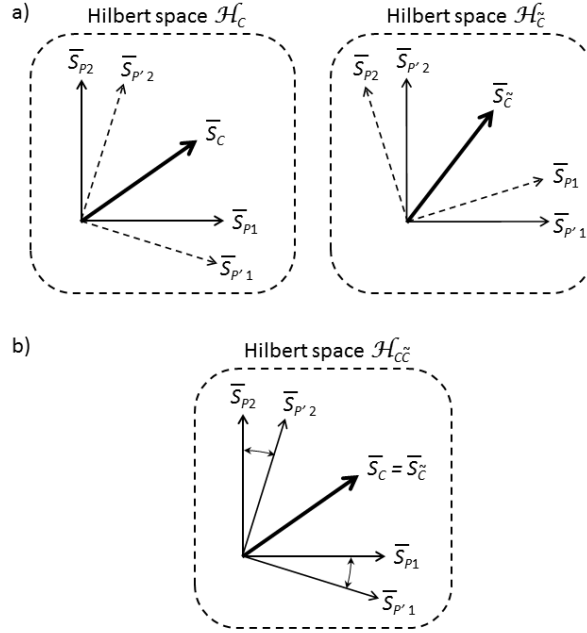 a)
Hilbert space ℋ_C
Hilbert space ℋ_C̃
S̅_P2
S̅_P′ 2
S̅_C
S̅_P1
S̅_P′ 1
S̅_P2
S̅_P′ 2
S̅_C̃
S̅_P1
S̅_P′ 1
b)
Hilbert space ℋ_CC̃
S̅_P2
S̅_P′ 2
S̅_C = S̅_C̃
S̅_P1
S̅_P′ 1